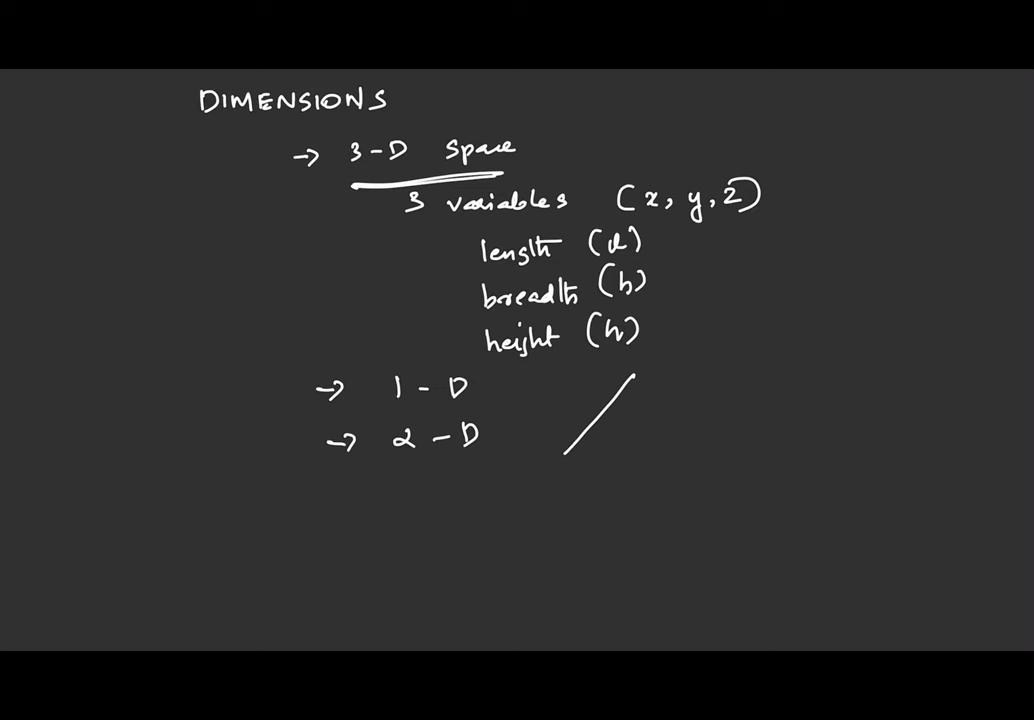 DIMENSIONS
→ 3-D space
3 variables (x, y, z)
length (l)
breadth (b)
height (h)
→ 1-D
→ 2-D